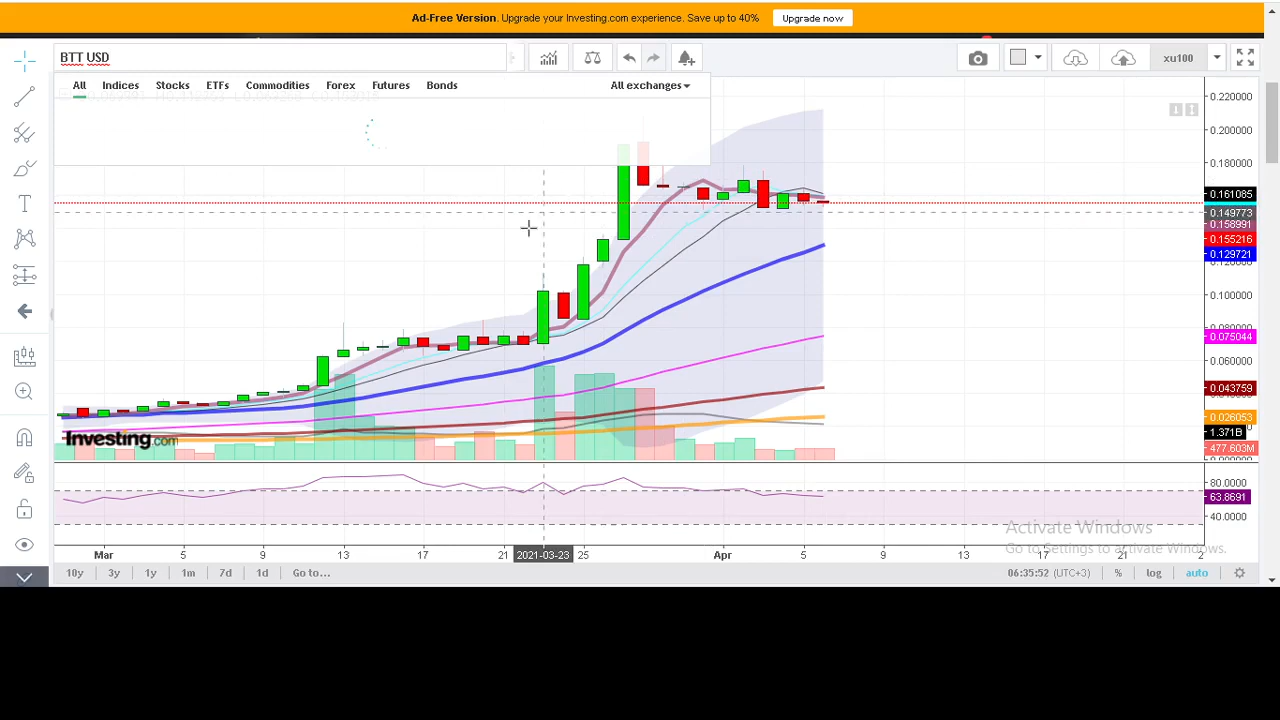 Ad-Free Version. Upgrade your Investing.com experience. Save up to 40% Upgrade now
BTT USD
xu100
All Indices Stocks ETFs Commodities Forex Futures Bonds All exchanges
0.220000
0.200000
0.180000
0.161085
0.149773
0.158991
0.155216
0.129721
0.100000
0.075044
0.060000
0.043759
0.026053
1.371B
477.603M
Investing.com
80.0000
63.8691
40.0000
Activate Windows
Go to Settings to activate Windows.
Mar 5 9 13 17 21 2021-03-23 25 Apr 5 9 13 17 21 2
10y 3y 1y 1m 7d 1d Go to... 06:35:52 (UTC+3) % log auto